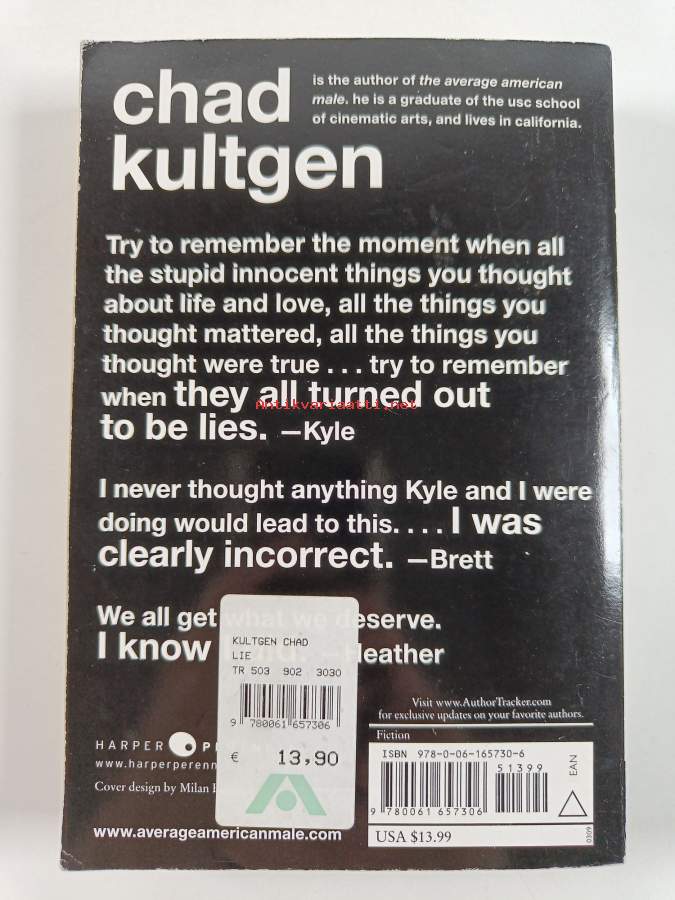 chad
kultgen
is the author of the average american
male. he is a graduate of the usc school
of cinematic arts, and lives in california.
Try to remember the moment when all
the stupid innocent things you thought
about life and love, all the things you
thought mattered, all the things you
thought were true . . . try to remember
when they all turned out
Antikvariaatti.net
to be lies. —Kyle
I never thought anything Kyle and I were
doing would lead to this. . . . I was
clearly incorrect. —Brett
We all get what we deserve.
I know —Heather
KULTGEN CHAD
LIE
TR 503 902 3030
9 780061 657306
€ 13,90
Visit www.AuthorTracker.com
for exclusive updates on your favorite authors.
Fiction
ISBN 978-0-06-165730-6
51399
EAN
9 780061 657306
USA $13.99
0309
HARPER P
www.harperperenn
Cover design by Milan
www.averageamericanmale.com